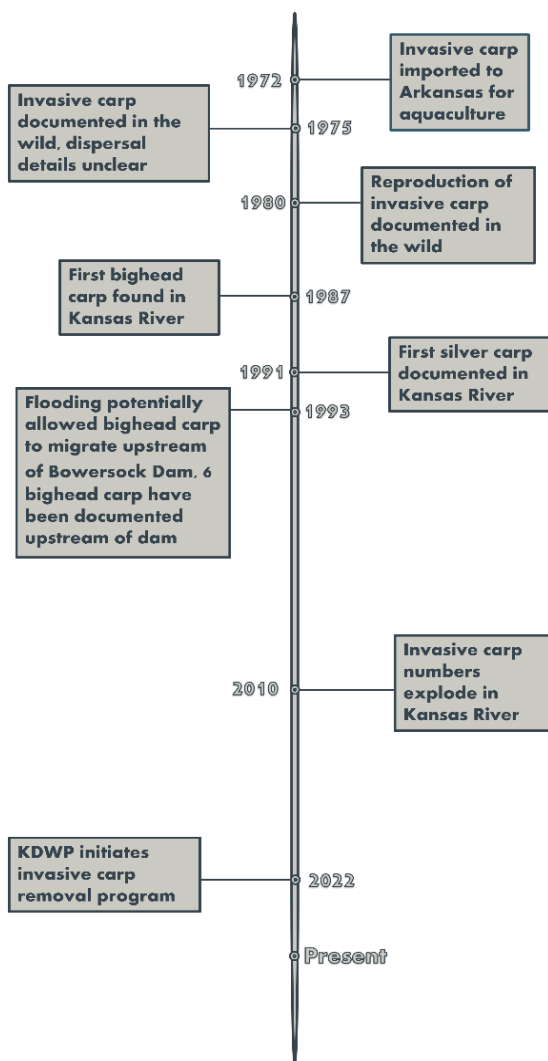 1972
Invasive carp
imported to
Arkansas for
aquaculture
Invasive carp
documented in the
wild, dispersal
details unclear
1975
1980
Reproduction of
invasive carp
documented in
the wild
First bighead
carp found in
Kansas River
1987
1991
First silver carp
documented in
Kansas River
Flooding potentially
allowed bighead carp
to migrate upstream
of Bowersock Dam. 6
bighead carp have
been documented
upstream of dam
1993
2010
Invasive carp
numbers
explode in
Kansas River
KDWP initiates
invasive carp
removal program
2022
Present